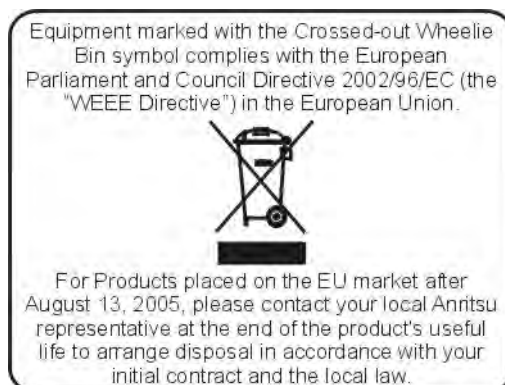 Equipment marked with the Crossed-out Wheelie
Bin symbol complies with the European
Parliament and Council Directive 2002/96/EC (the
"WEEE Directive") in the European Union.
For Products placed on the EU market after
August 13, 2005, please contact your local Anritsu
representative at the end of the product's useful
life to arrange disposal in accordance with your
initial contract and the local law.